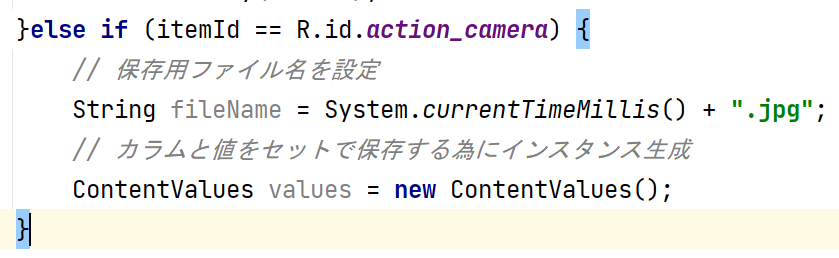 }else if (itemId == R.id.action_camera) {
// 保存用ファイル名を設定
String fileName = System.currentTimeMillis() + ".jpg";
// カラムと値をセットで保存する為にインスタンス生成
ContentValues values = new ContentValues();
}